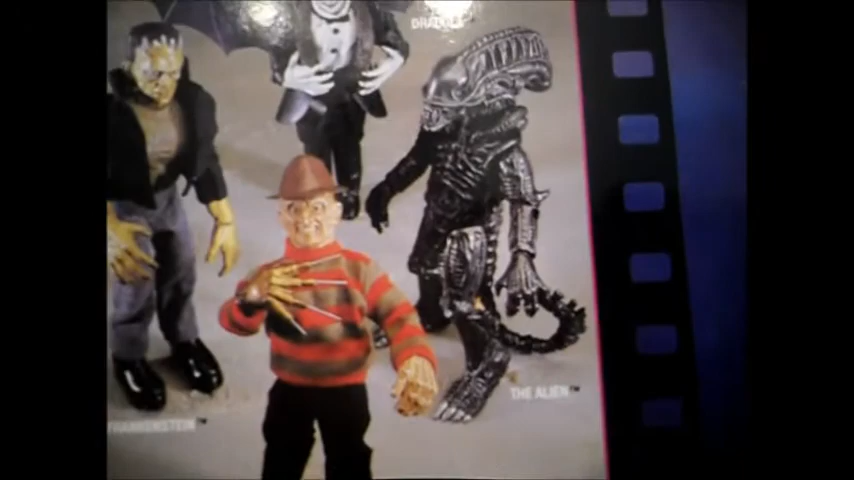 DRACULA
THE ALIEN™
FRANKENSTEIN™